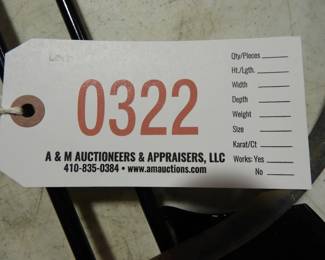 0322
A & M AUCTIONEERS & APPRAISERS, LLC
410-835-0384 • www.amauctions.com
Qty/Pieces
Ht./Lgth.
Width
Depth
Weight
Size
Karat/Ct
Works: Yes
No